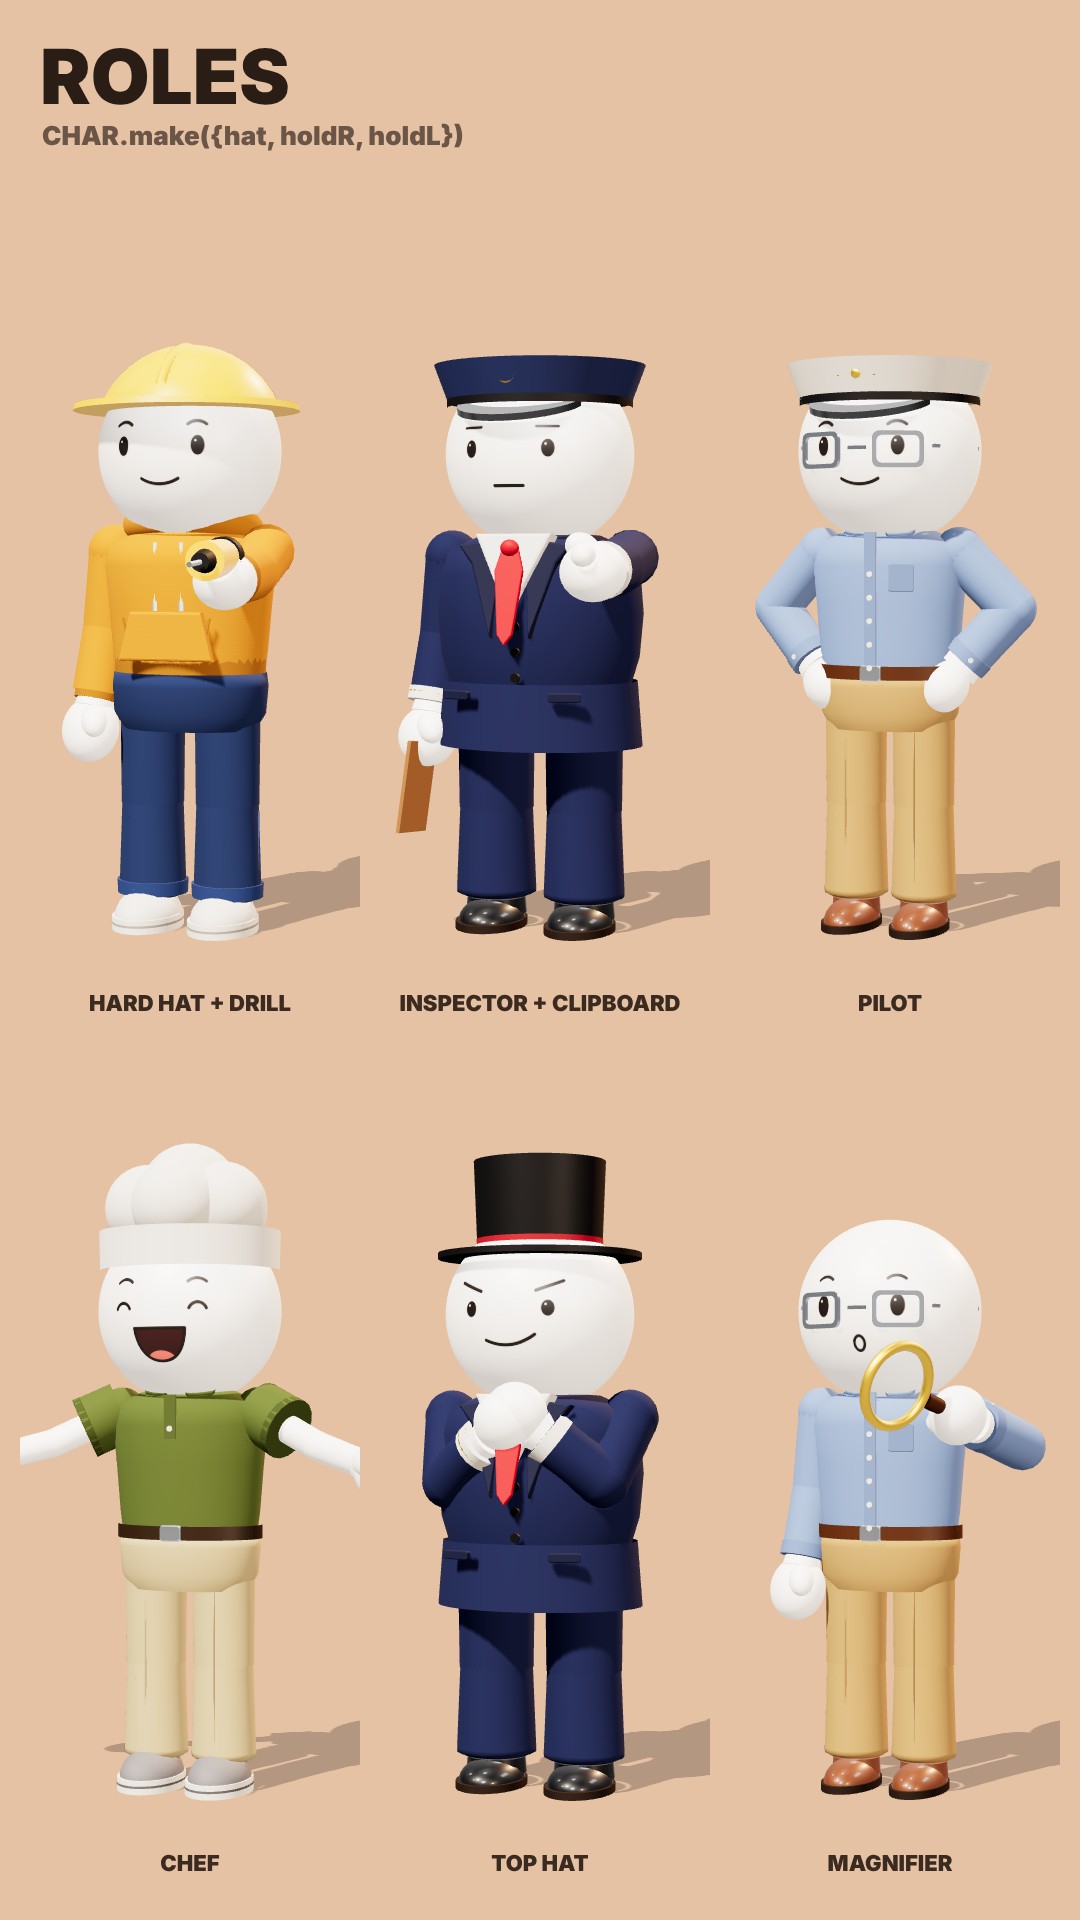 ROLES
CHAR.make({hat, holdR, holdL})
HARD HAT + DRILL
INSPECTOR + CLIPBOARD
PILOT
CHEF
TOP HAT
MAGNIFIER